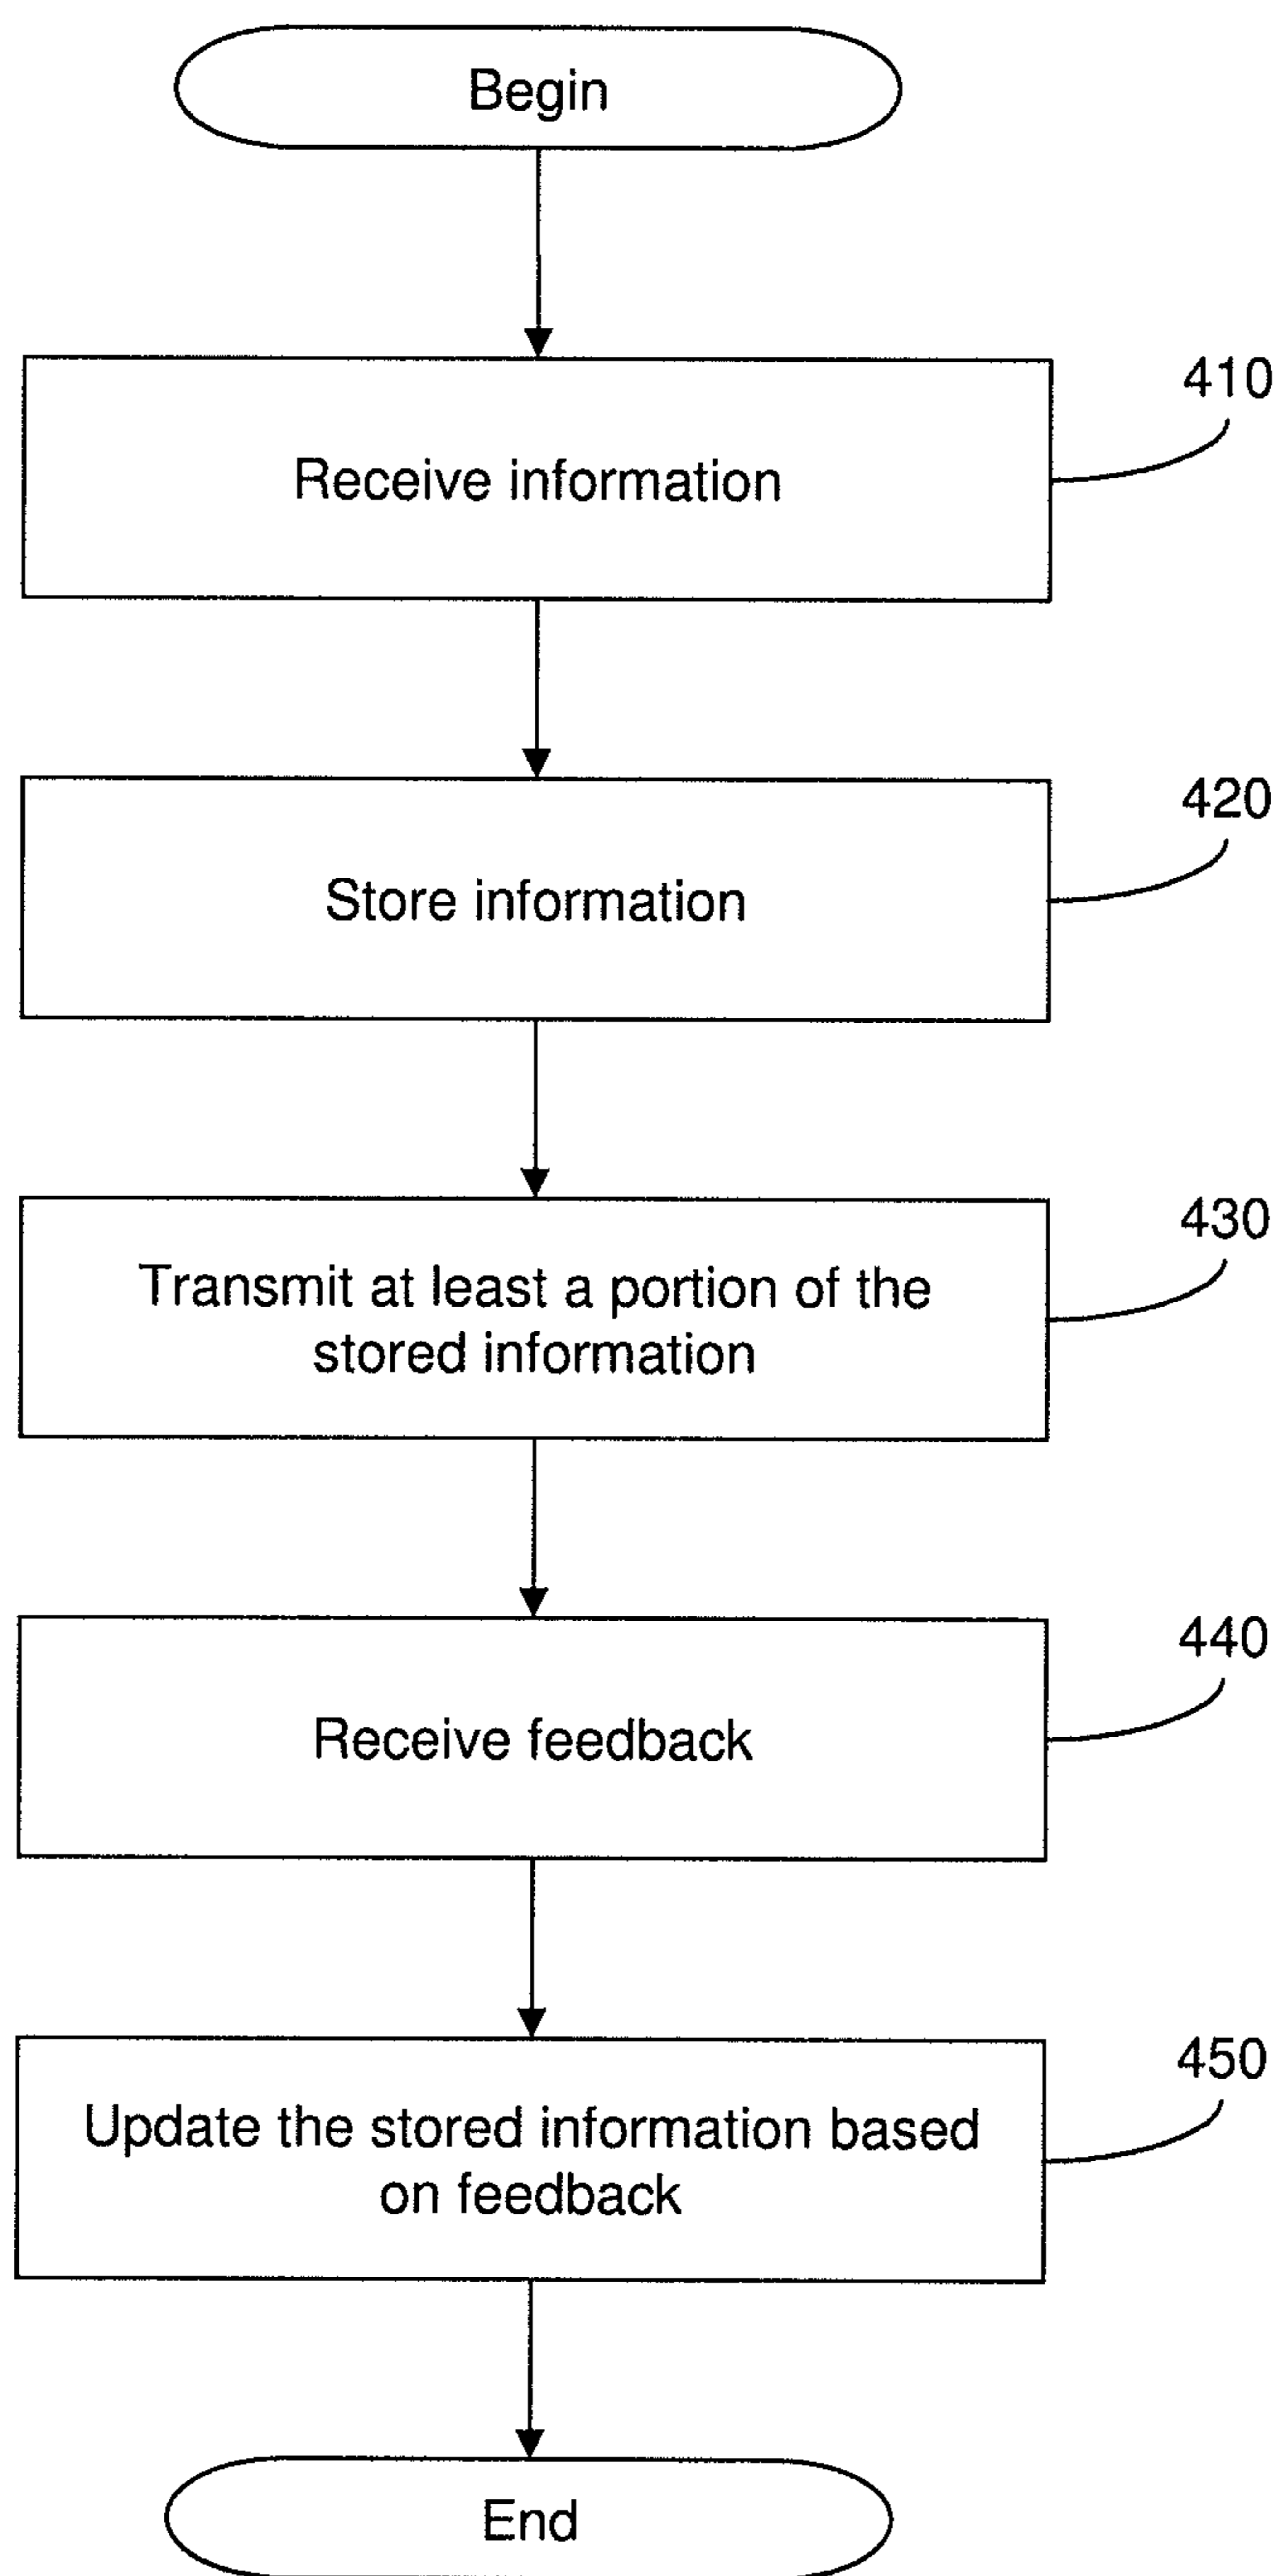 Begin
410
Receive information
420
Store information
430
Transmit at least a portion of the
stored information
440
Receive feedback
450
Update the stored information based
on feedback
End